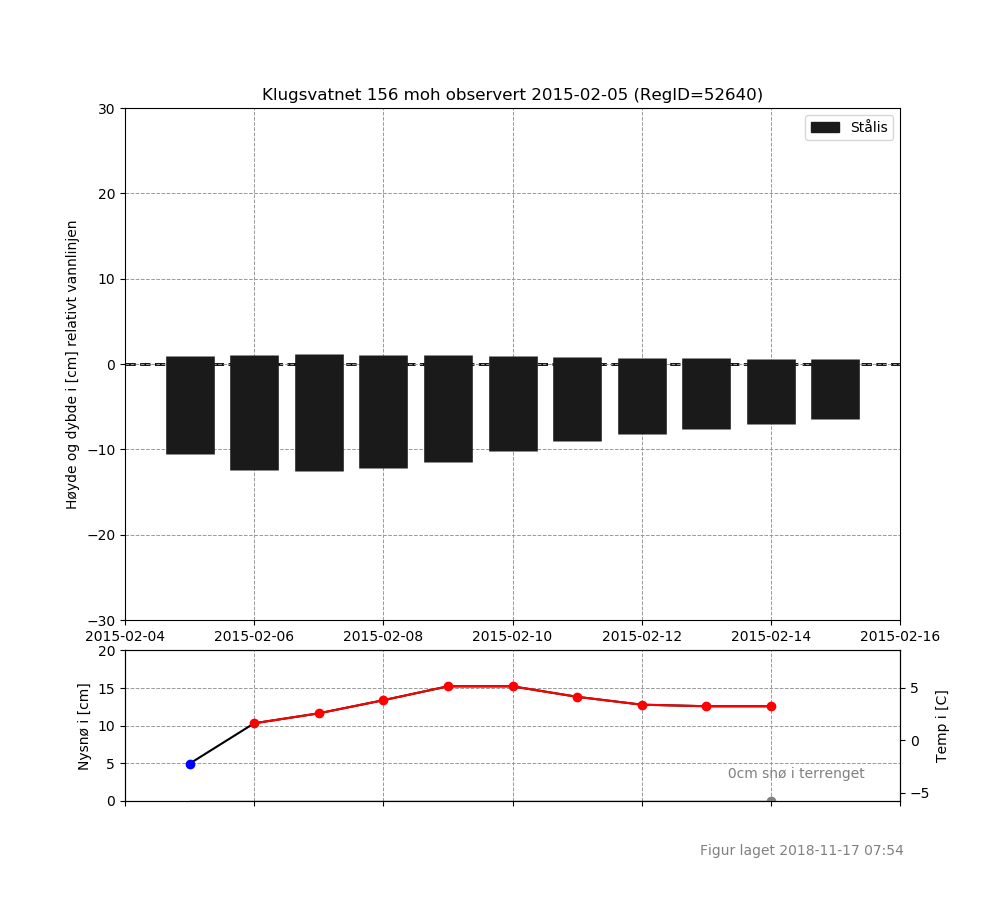 Klugsvatnet 156 moh observert 2015-02-05 (RegID=52640)
30
20
10
0
−10
−20
−30
Høyde og dybde i [cm] relativt vannlinjen
Stålis
2015-02-04 2015-02-06 2015-02-08 2015-02-10 2015-02-12 2015-02-14 2015-02-16
20
15
10
5
0
Nysnø i [cm]
5
0
−5
Temp i [C]
0cm snø i terrenget
Figur laget 2018-11-17 07:54